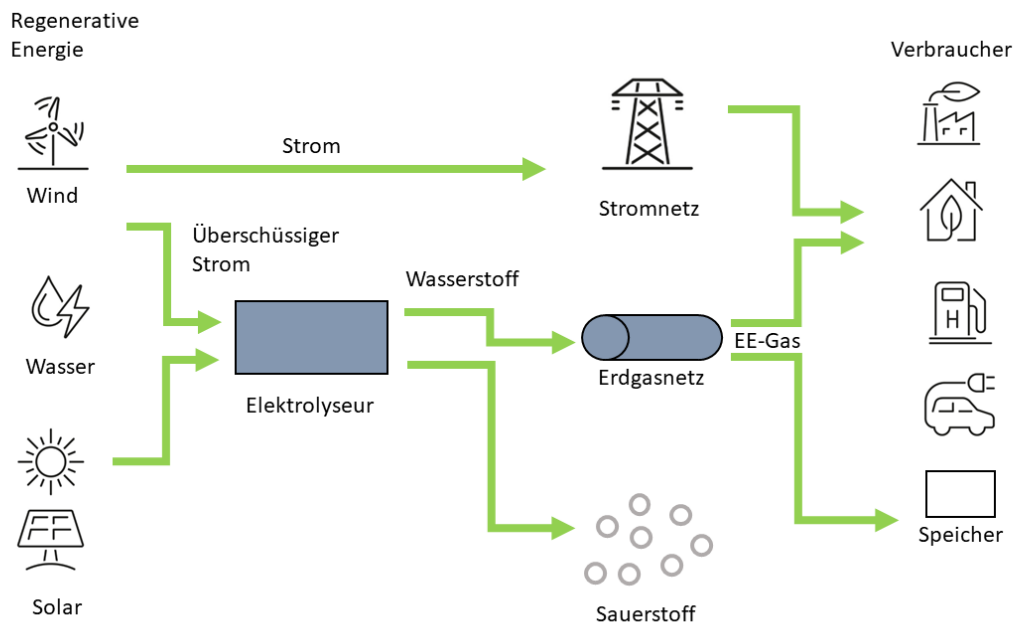 Regenerative
Energie
Verbraucher
Strom
Wind
Stromnetz
Überschüssiger
Strom
Wasserstoff
EE-Gas
Wasser
Erdgasnetz
Elektrolyseur
H
Speicher
Solar
Sauerstoff